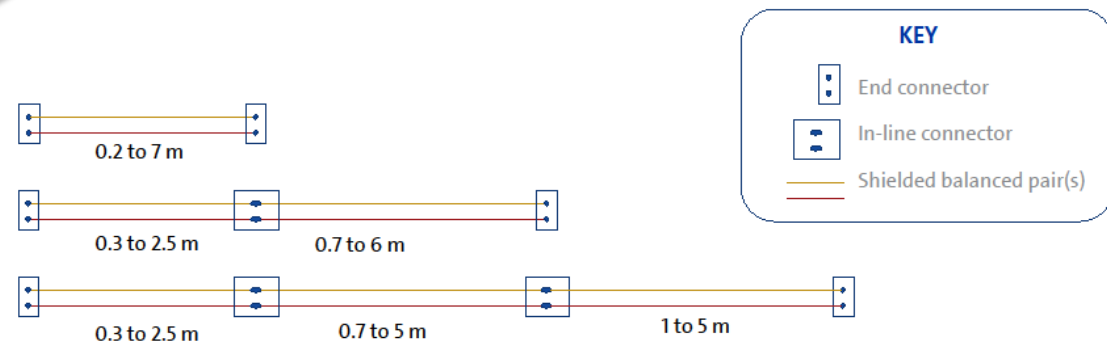 KEY
End connector
In-line connector
Shielded balanced pair(s)
0.2 to 7 m
0.3 to 2.5 m
0.7 to 6 m
0.3 to 2.5 m
0.7 to 5 m
1 to 5 m